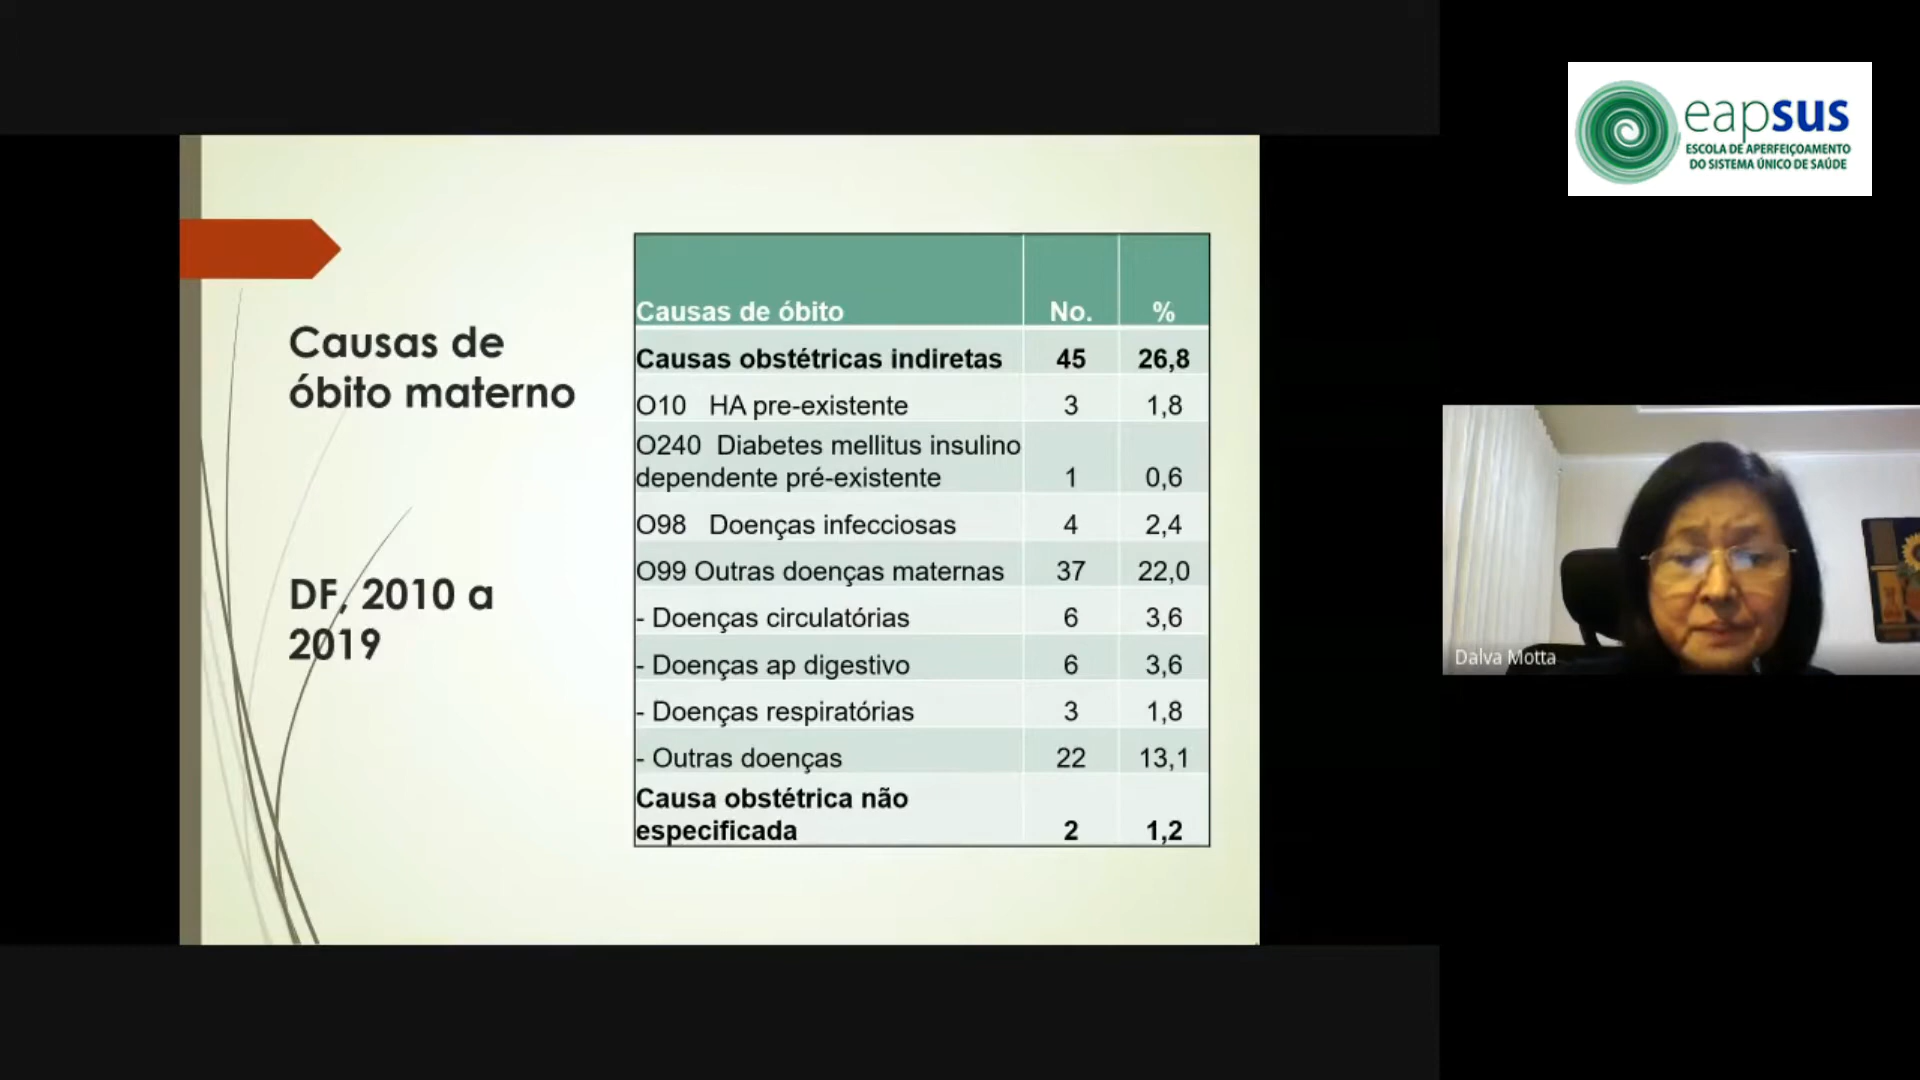 eapsus
ESCOLA DE APERFEIÇOAMENTO
DO SISTEMA ÚNICO DE SAÚDE
Causas de
óbito materno
DF, 2010 a
2019
Causas de óbito No. %
Causas obstétricas indiretas 45 26,8
O10 HA pre-existente 3 1,8
O240 Diabetes mellitus insulino
dependente pré-existente 1 0,6
O98 Doenças infecciosas 4 2,4
O99 Outras doenças maternas 37 22,0
- Doenças circulatórias 6 3,6
- Doenças ap digestivo 6 3,6
- Doenças respiratórias 3 1,8
- Outras doenças 22 13,1
Causa obstétrica não
especificada 2 1,2
Dalva Motta